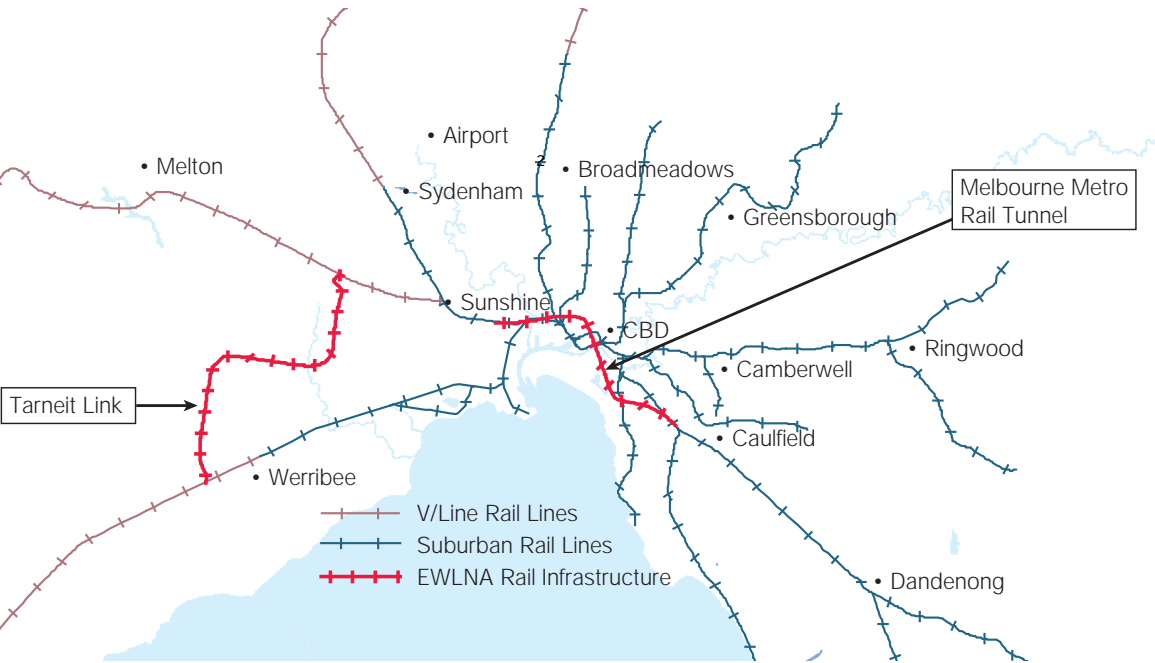 Airport
Melton
2
Broadmeadows
Sydenham
Greensborough
Melbourne Metro
Rail Tunnel
Sunshine
CBD
Ringwood
Camberwell
Tarneit Link
Caulfield
Werribee
V/Line Rail Lines
Suburban Rail Lines
EWLNA Rail Infrastructure
Dandenong